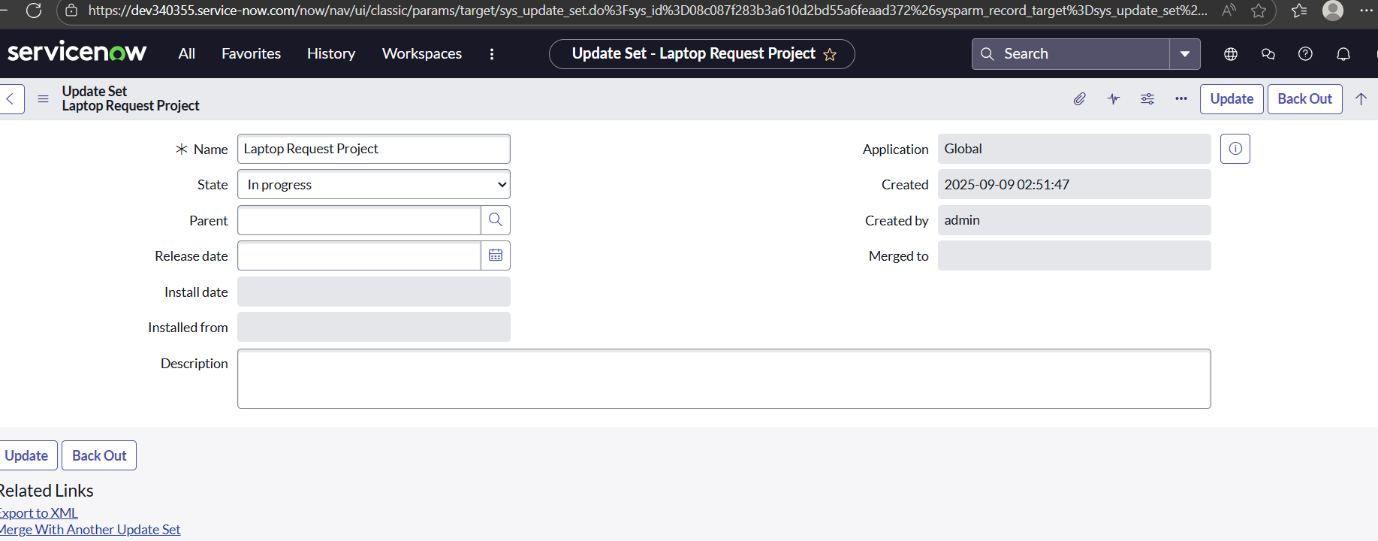 https://dev340355.service-now.com/now/nav/ui/classic/params/target/sys_update_set.do%3Fsys_id%3D08c087f283b3a610d2bd55a6feaad372%26sysparm_record_target%3Dsys_update_set%2...
servicenow All Favorites History Workspaces Update Set - Laptop Request Project Search
Update Set
Laptop Request Project
Update Back Out
Name Laptop Request Project Application Global
State In progress Created 2025-09-09 02:51:47
Parent Created by admin
Release date Merged to
Install date
Installed from
Description
Update Back Out
Related Links
Export to XML
Merge With Another Update Set